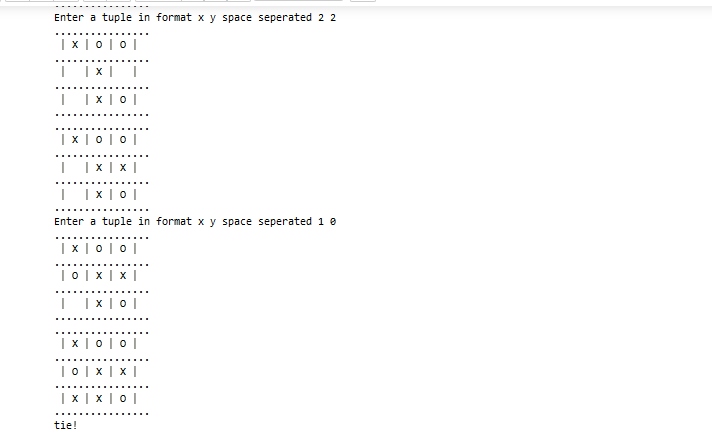 ................
Enter a tuple in format x y space seperated 2 2
................
| X | O | O |
................
|   | X |   |
................
|   | X | O |
................
................
| X | O | O |
................
|   | X | X |
................
|   | X | O |
................
Enter a tuple in format x y space seperated 1 0
................
| X | O | O |
................
| O | X | X |
................
|   | X | O |
................
................
| X | O | O |
................
| O | X | X |
................
| X | X | O |
................
tie!